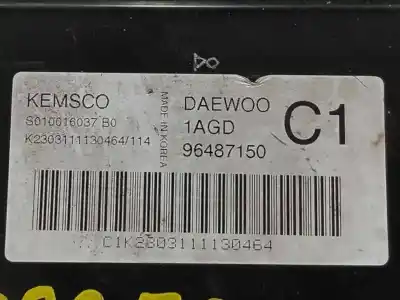 KEMSCO
S010016037 B0
K2303111130464/114
MADE IN KOREA
DAEWOO
1AGD
96487150
C1
C1K2303111130464